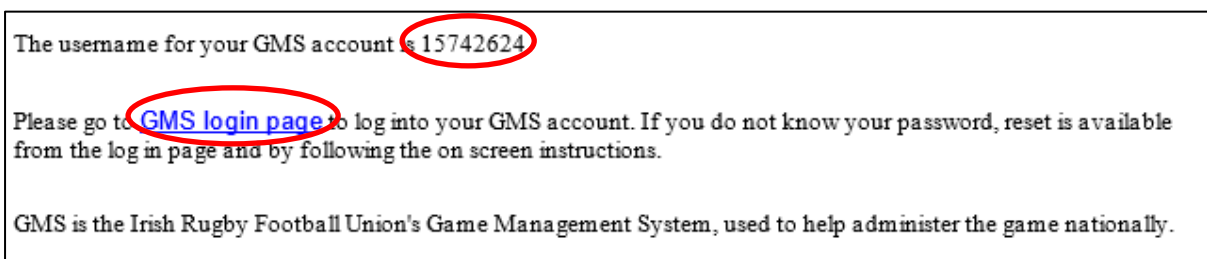 The username for your GMS account is 15742624
Please go to GMS login page to log into your GMS account. If you do not know your password, reset is available
from the log in page and by following the on screen instructions.
GMS is the Irish Rugby Football Union's Game Management System, used to help administer the game nationally.